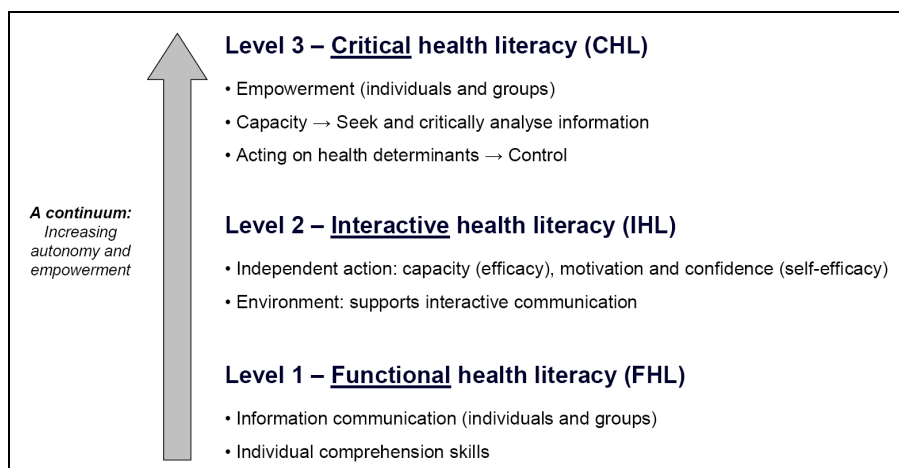 Level 3 – Critical health literacy (CHL)
• Empowerment (individuals and groups)
• Capacity → Seek and critically analyse information
• Acting on health determinants → Control
A continuum:
Increasing
autonomy and
empowerment
Level 2 – Interactive health literacy (IHL)
• Independent action: capacity (efficacy), motivation and confidence (self-efficacy)
• Environment: supports interactive communication
Level 1 – Functional health literacy (FHL)
• Information communication (individuals and groups)
• Individual comprehension skills